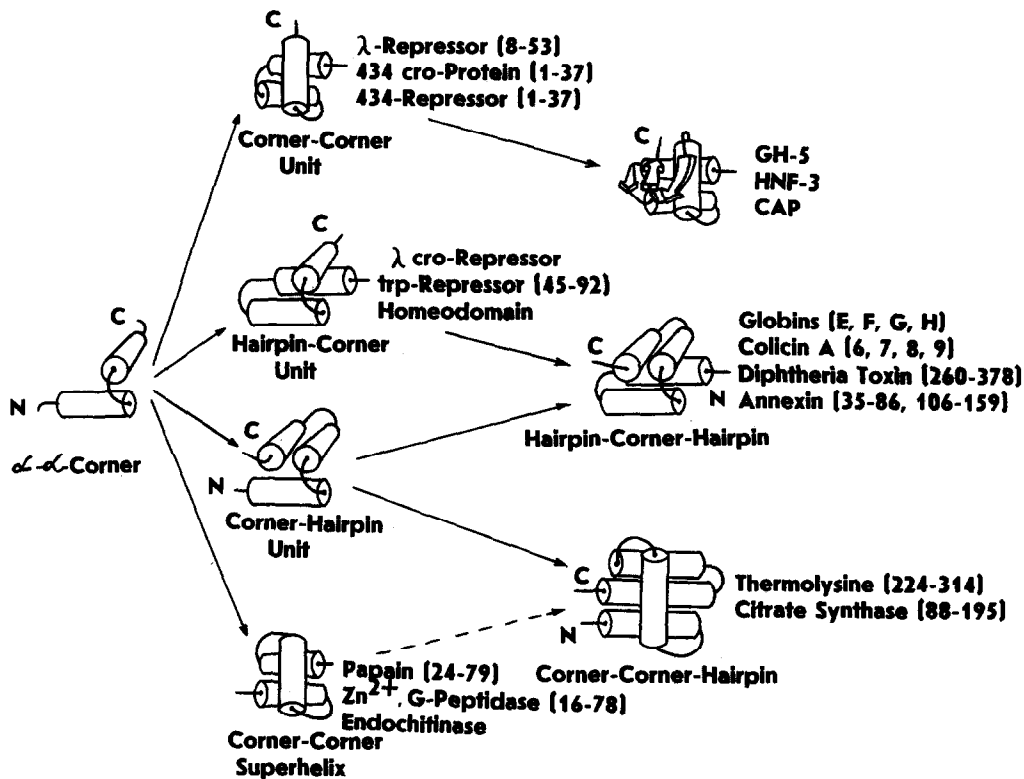 C
λ-Repressor (8-53)
434 cro-Protein (1-37)
434-Repressor (1-37)
Corner-Corner
Unit
C
GH-5
HNF-3
CAP
C
λ cro-Repressor
trp-Repressor (45-92)
Homeodomain
Hairpin-Corner
Unit
C
N
α-α-Corner
Globins (E, F, G, H)
Colicin A (6, 7, 8, 9)
Diphtheria Toxin (260-378)
Annexin (35-86, 106-159)
C
N
Hairpin-Corner-Hairpin
C
N
Corner-Hairpin
Unit
C
N
Thermolysine (224-314)
Citrate Synthase (88-195)
Corner-Corner-Hairpin
Papain (24-79)
Zn2+, G-Peptidase (16-78)
Endochitinase
Corner-Corner
Superhelix